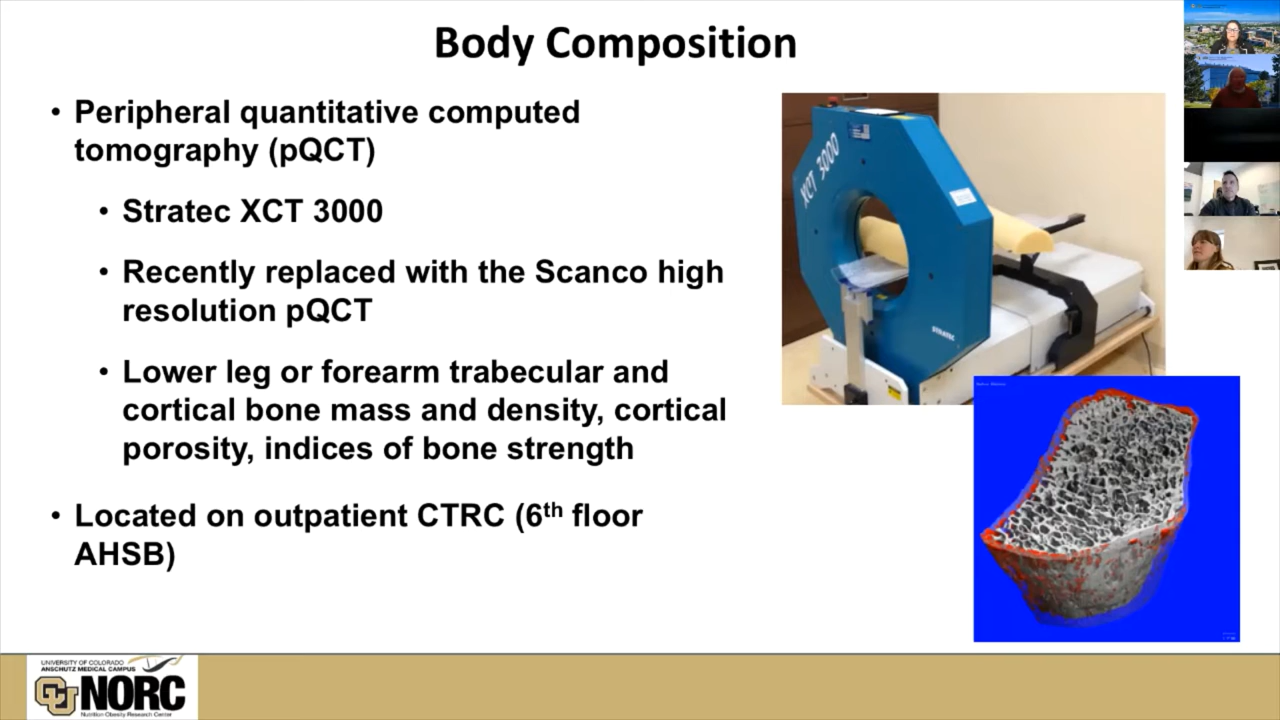 Body Composition
• Peripheral quantitative computed
tomography (pQCT)
• Stratec XCT 3000
• Recently replaced with the Scanco high
resolution pQCT
• Lower leg or forearm trabecular and
cortical bone mass and density, cortical
porosity, indices of bone strength
• Located on outpatient CTRC (6th floor
AHSB)
XCT 3000
STRATEC
UNIVERSITY OF COLORADO
ANSCHUTZ MEDICAL CAMPUS
CU NORC
Nutrition Obesity Research Center